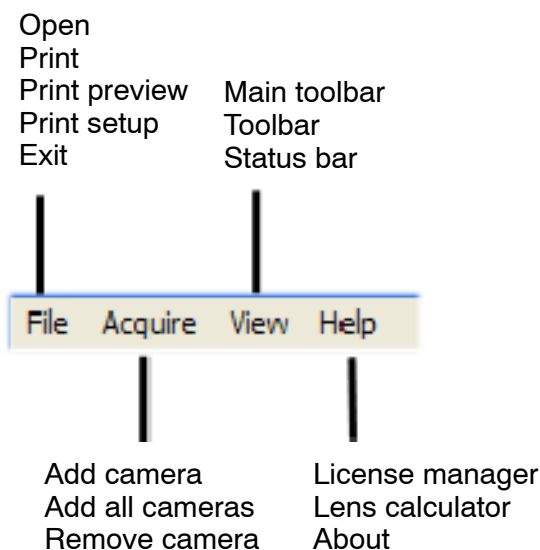 Open
Print
Print preview
Print setup
Exit
Main toolbar
Toolbar
Status bar
File Acquire View Help
Add camera
Add all cameras
Remove camera
License manager
Lens calculator
About